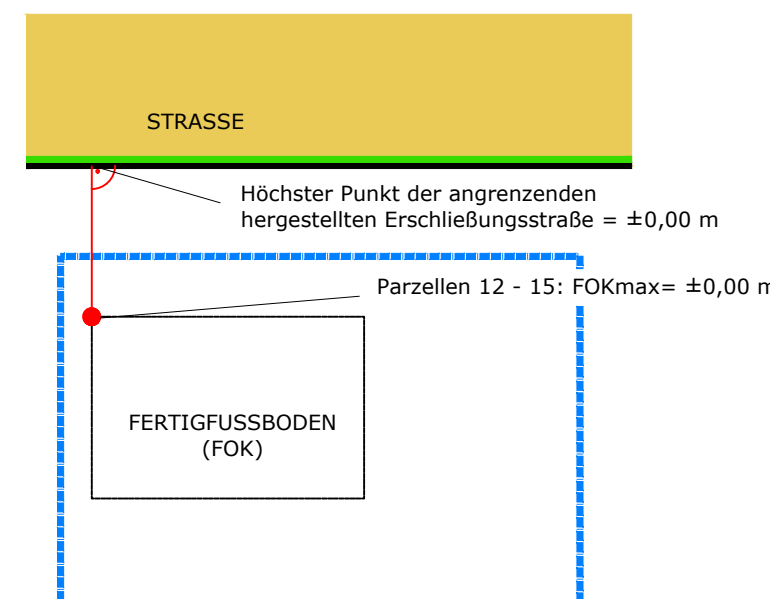 STRASSE
Höchster Punkt der angrenzenden
hergestellten Erschließungsstraße = ±0,00 m
Parzellen 12 - 15: FOKmax= ±0,00 m
FERTIGFUSSBODEN
(FOK)